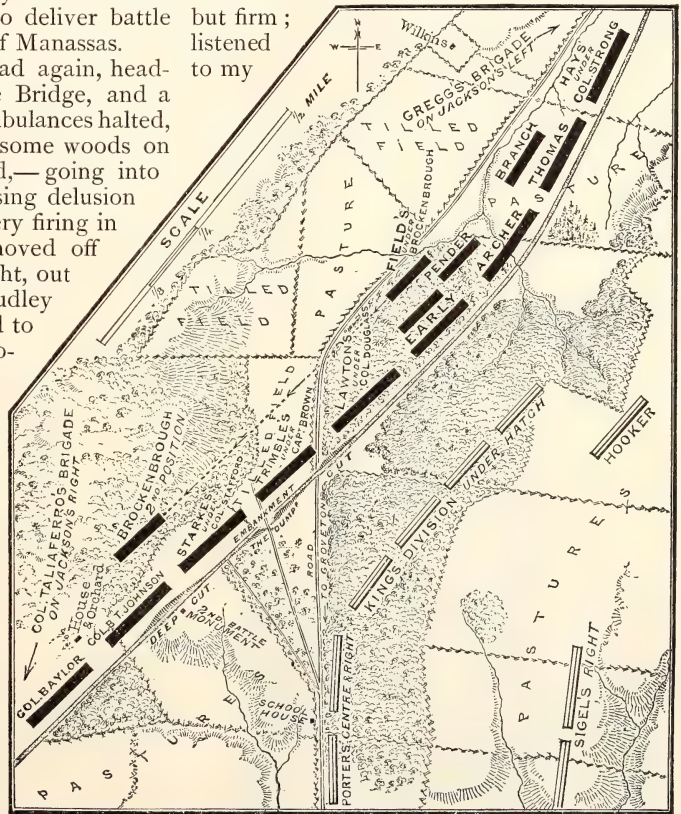 o deliver battle
f Manassas.
ad again, head-
e Bridge, and a
bulances halted,
some woods on
d,— going into
sing delusion
ery firing in
noved off
ht, out
udley
l to
o-
but firm ;
listened
to my
Wilkins
W E
SCALE
1/4
1/2 MILE
GREGG'S BRIGADE
ON JACKSON'S LEFT
TILLED
FIELD
HAYS
UNDER
COL. STRONG
BRANCH
THOMAS
PASTURE
PASTURE
FIELD'S
UNDER
BROCKENBROUGH
PENDER
ARCHER
EARLY
TILLED
FIELD
LAWTON'S
UNDER
COL. DOUGLASS
TILLED FIELD
TRIMBLE'S
UNDER
CAPT. BROWN
STARKE'S
UNDER
COL. STAFFORD
BROCKENBROUGH
2ND POSITION
COL. TALIAFERRO'S BRIGADE
ON JACKSON'S RIGHT
House
& Orchard
COL. B. T. JOHNSON
COL. BAYLOR
EMBANKMENT
THE "DUMP"
CUT
ROAD
TO GROVETON
DEEP CUT
2ND BATTLE
MONUMENT
SCHOOL
HOUSE
PASTURES
KING'S DIVISION UNDER HATCH
HOOKER
PASTURES
PORTER'S, CENTRE & RIGHT
SIGEL'S RIGHT
PAS